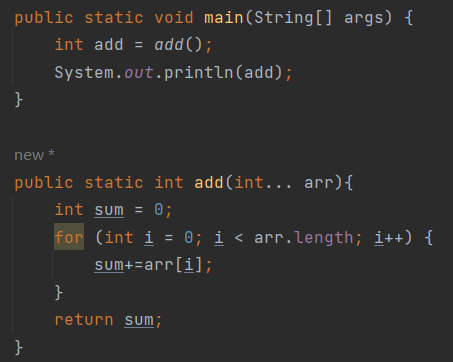 public static void main(String[] args) {
    int add = add();
    System.out.println(add);
}
new *
public static int add(int... arr){
    int sum = 0;
    for (int i = 0; i < arr.length; i++) {
        sum+=arr[i];
    }
    return sum;
}